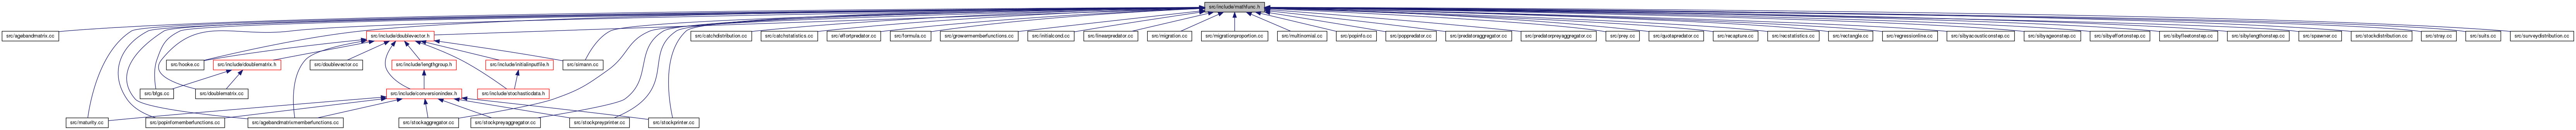 src/include/mathfunc.h
src/agebandmatrix.cc
src/include/doublevector.h
src/catchdistribution.cc
src/catchstatistics.cc
src/effortpredator.cc
src/formula.cc
src/growermemberfunctions.cc
src/initialcond.cc
src/linearpredator.cc
src/migration.cc
src/migrationproportion.cc
src/multinomial.cc
src/popinfo.cc
src/poppredator.cc
src/predatoraggregator.cc
src/predatorpreyaggregator.cc
src/prey.cc
src/quotapredator.cc
src/recapture.cc
src/recstatistics.cc
src/rectangle.cc
src/regressionline.cc
src/sibyacousticonstep.cc
src/sibyageonstep.cc
src/sibyeffortonstep.cc
src/sibyfleetonstep.cc
src/sibylengthonstep.cc
src/spawner.cc
src/stockdistribution.cc
src/stray.cc
src/suits.cc
src/surveydistribution.cc
src/hooke.cc
src/include/doublematrix.h
src/doublevector.cc
src/include/lengthgroup.h
src/include/initialinputfile.h
src/simann.cc
src/bfgs.cc
src/doublematrix.cc
src/include/conversionindex.h
src/include/stochasticdata.h
src/maturity.cc
src/popinfomemberfunctions.cc
src/agebandmatrixmemberfunctions.cc
src/stockaggregator.cc
src/stockpreyaggregator.cc
src/stockpreyprinter.cc
src/stockprinter.cc